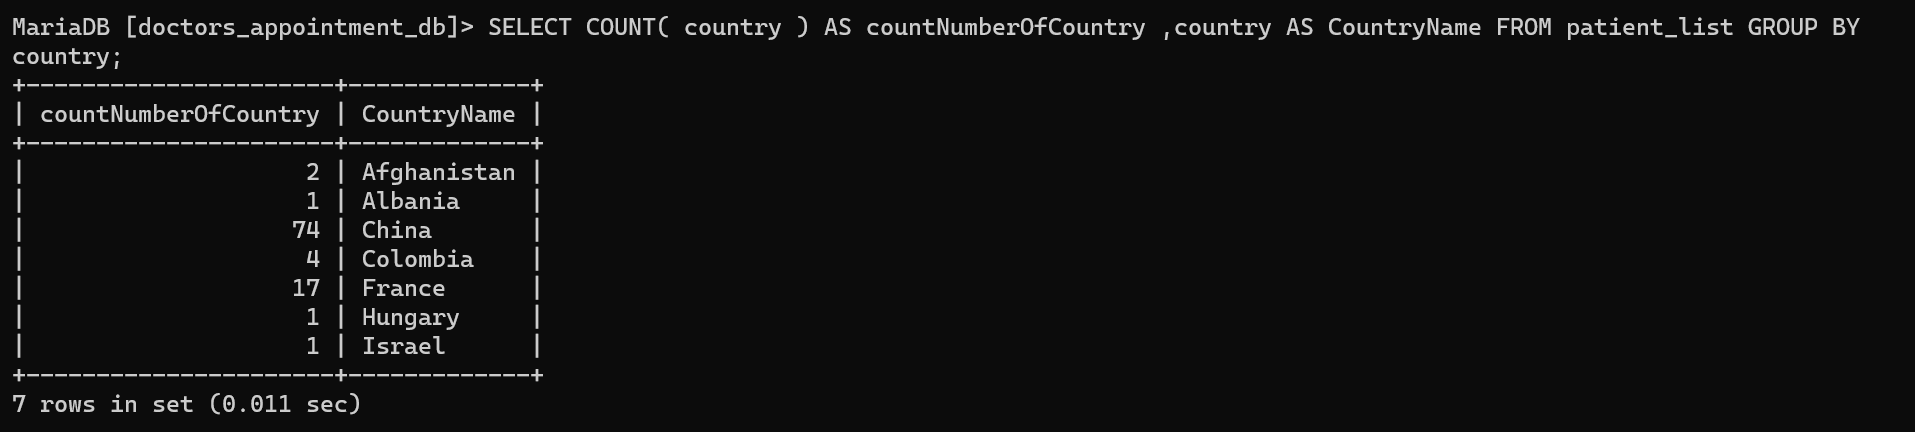 MariaDB [doctors_appointment_db]> SELECT COUNT( country ) AS countNumberOfCountry ,country AS CountryName FROM patient_list GROUP BY
country;
+----------------------+-------------+
| countNumberOfCountry | CountryName |
+----------------------+-------------+
|                    2 | Afghanistan |
|                    1 | Albania     |
|                   74 | China       |
|                    4 | Colombia    |
|                   17 | France      |
|                    1 | Hungary     |
|                    1 | Israel      |
+----------------------+-------------+
7 rows in set (0.011 sec)